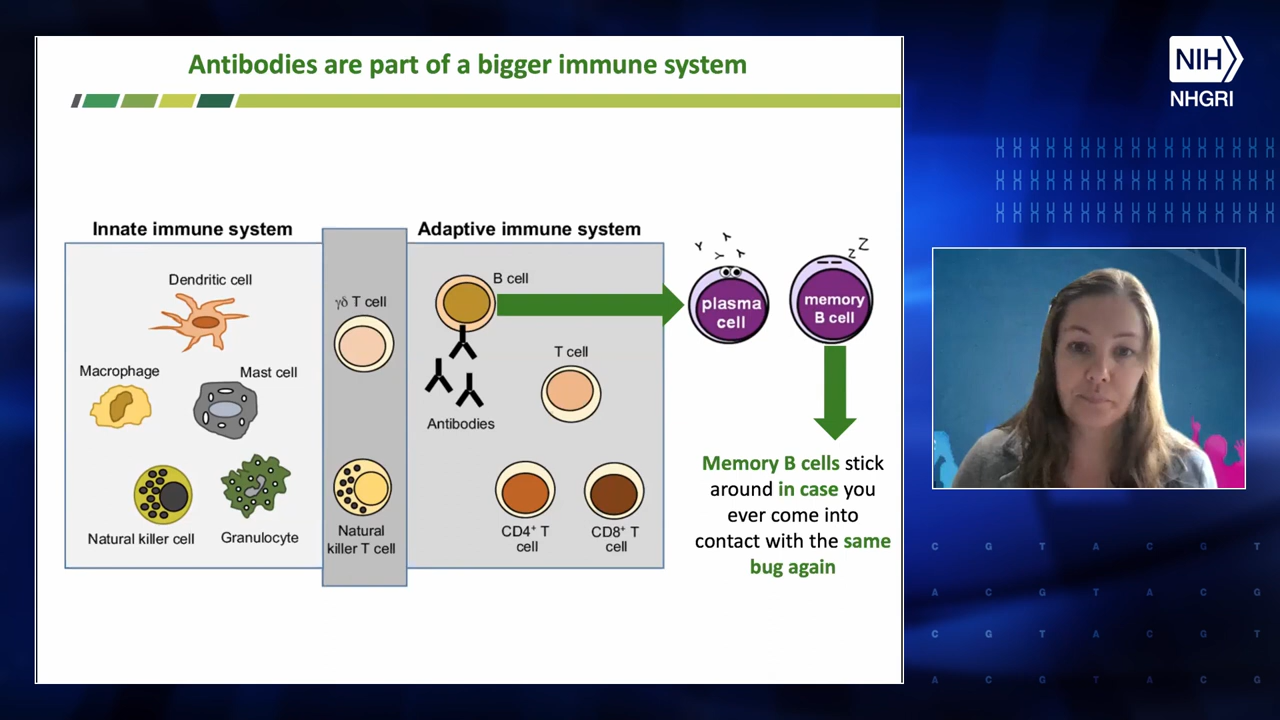 Antibodies are part of a bigger immune system
NIH
NHGRI
Innate immune system
Adaptive immune system
Dendritic cell
Macrophage
Mast cell
Natural killer cell
Granulocyte
γδ T cell
Natural
killer T cell
B cell
Antibodies
T cell
CD4⁺ T
cell
CD8⁺ T
cell
plasma
cell
z Z
memory
B cell
Memory B cells stick
around in case you
ever come into
contact with the same
bug again
C G T A C G T
A C G T A C G
C G T A C G T
A C G T A C G